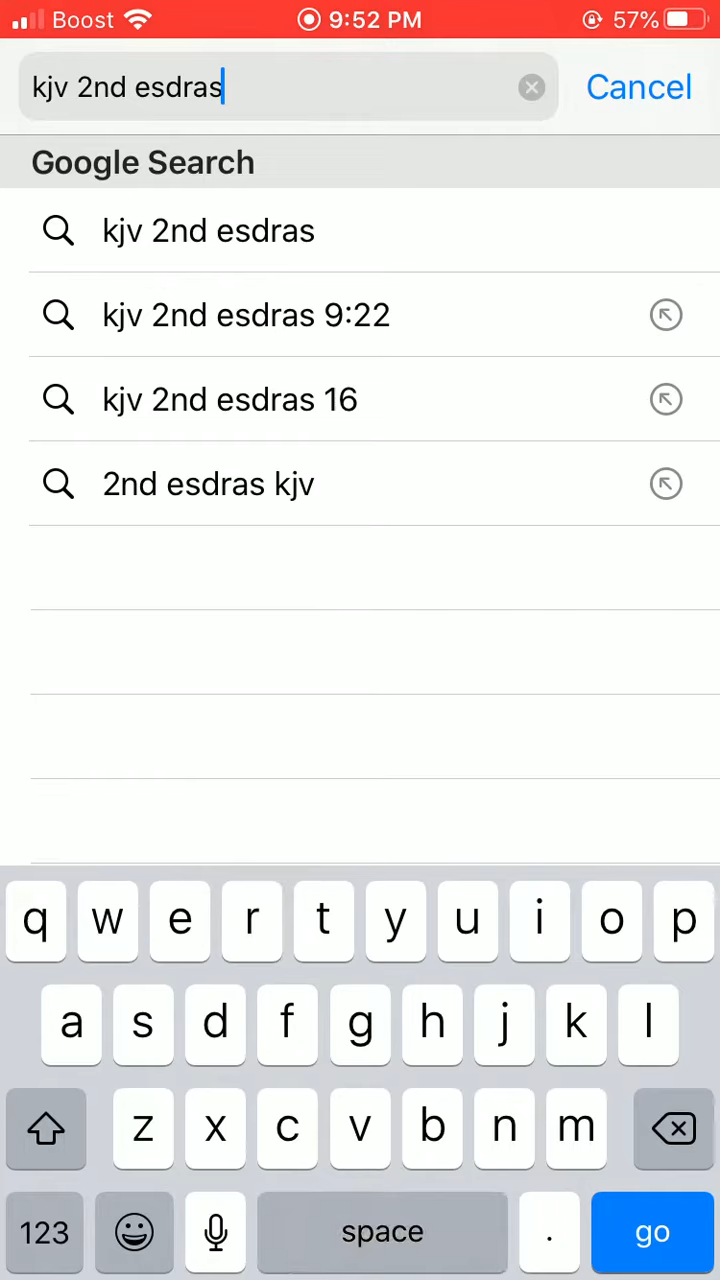 Boost 9:52 PM 57%
kjv 2nd esdras Cancel
Google Search
kjv 2nd esdras
kjv 2nd esdras 9:22
kjv 2nd esdras 16
2nd esdras kjv
q w e r t y u i o p
a s d f g h j k l
z x c v b n m
123 space . go